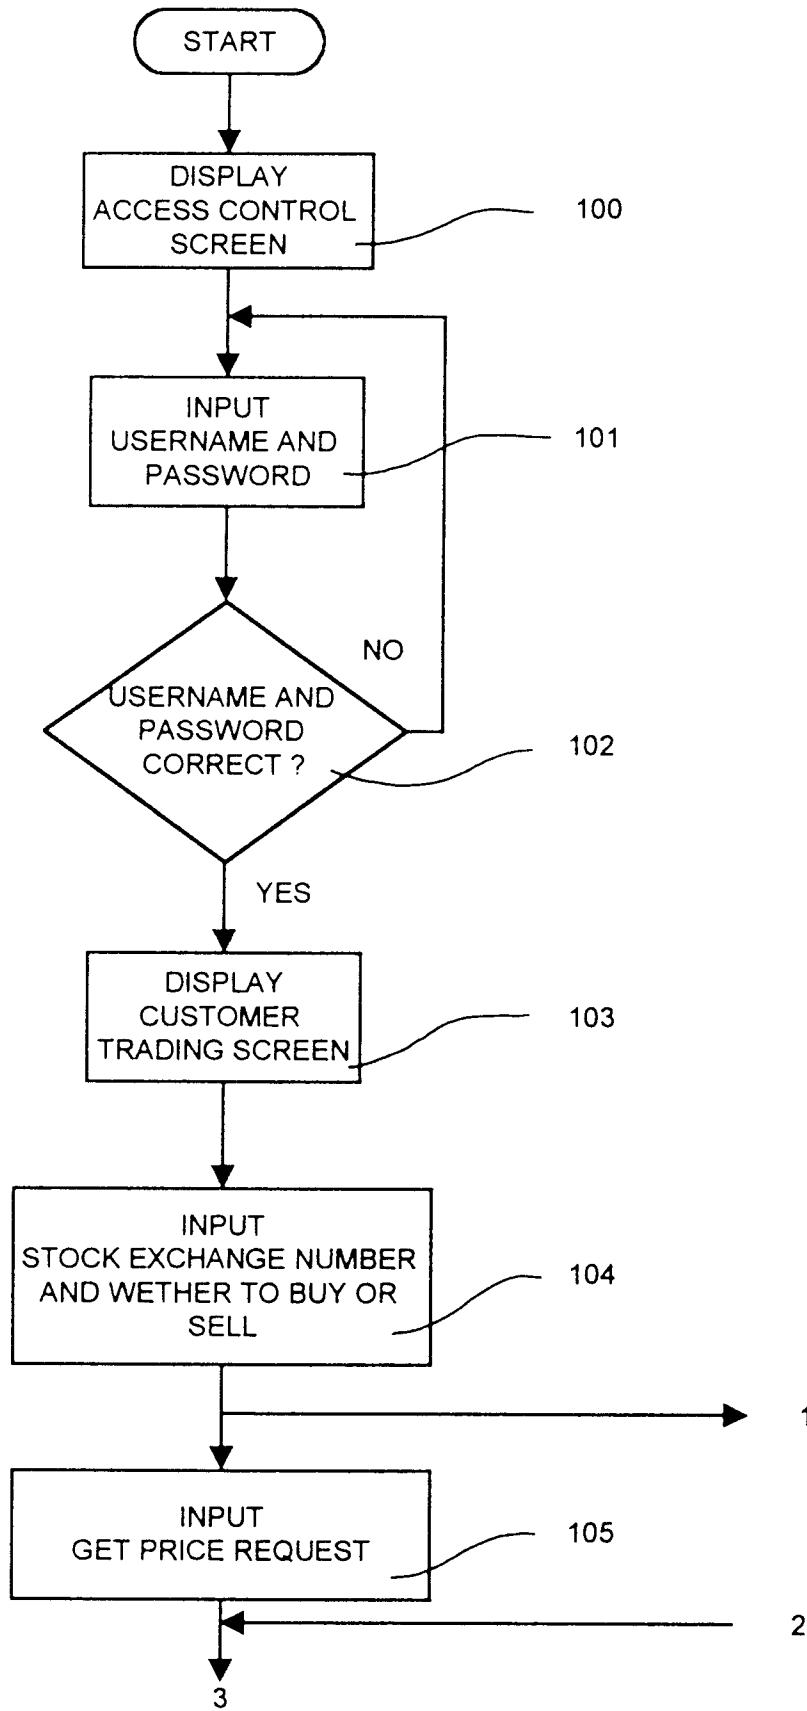 START
DISPLAY
ACCESS CONTROL
SCREEN
100
INPUT
USERNAME AND
PASSWORD
101
NO
USERNAME AND
PASSWORD
CORRECT ?
102
YES
DISPLAY
CUSTOMER
TRADING SCREEN
103
INPUT
STOCK EXCHANGE NUMBER
AND WETHER TO BUY OR
SELL
104
1
INPUT
GET PRICE REQUEST
105
2
3